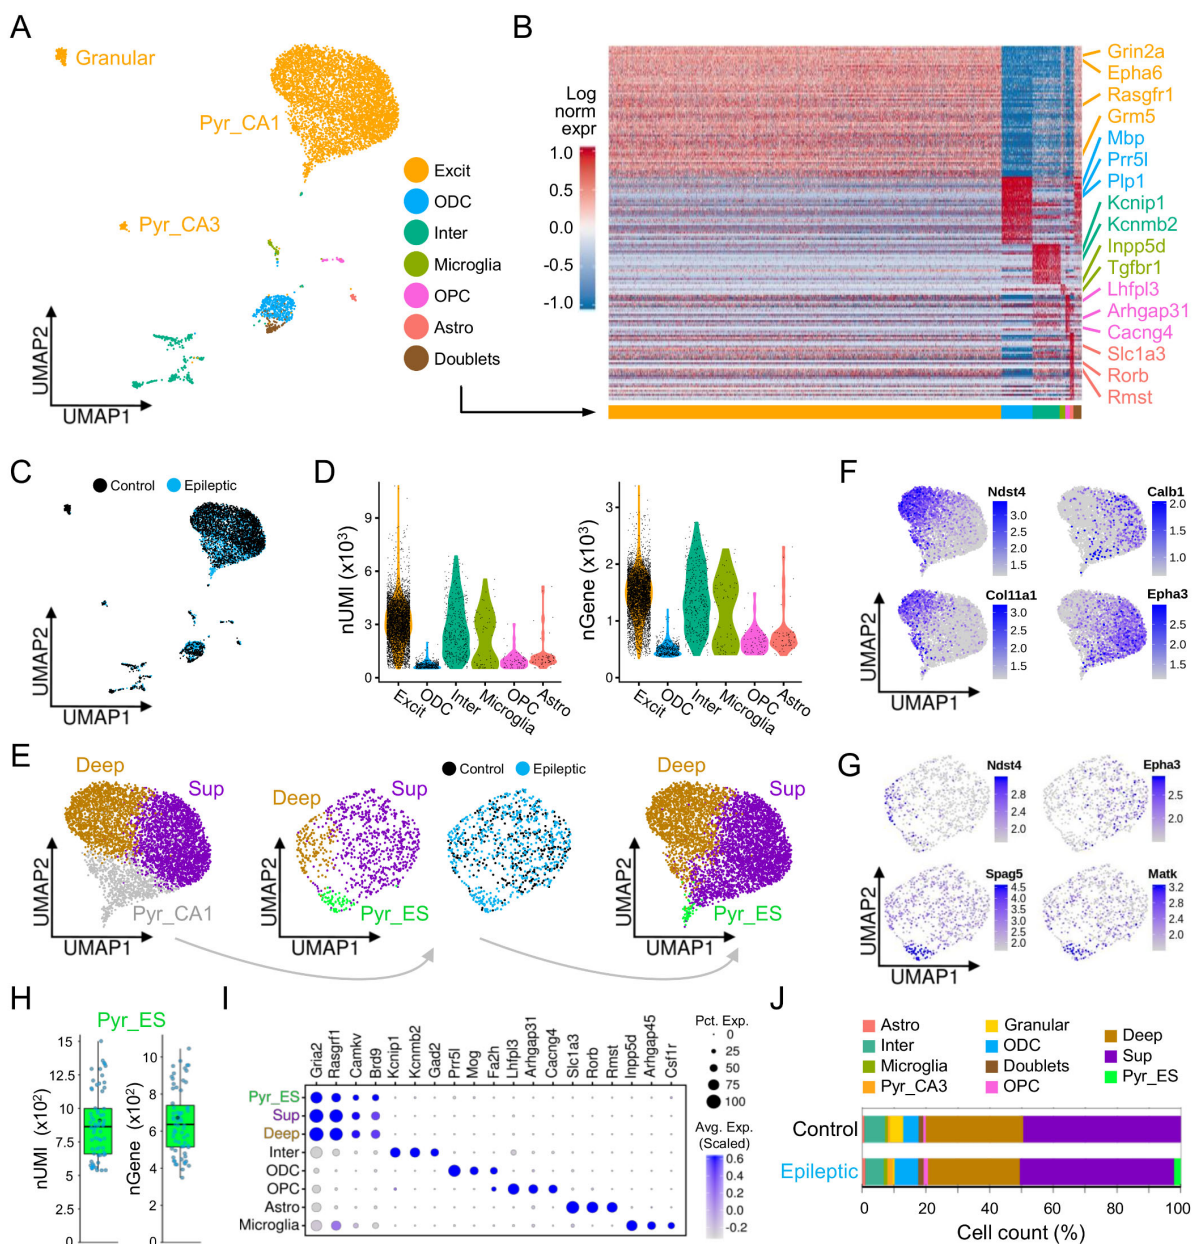 A
Granular
Pyr_CA1
Pyr_CA3
Excit
ODC
Inter
Microglia
OPC
Astro
Doublets
UMAP2
UMAP1
B
Log
norm
expr
1.0
0.5
0.0
-0.5
-1.0
Grin2a
Epha6
Rasgfr1
Grm5
Mbp
Prr5l
Plp1
Kcnip1
Kcnmb2
Inpp5d
Tgfbr1
Lhfpl3
Arhgap31
Cacng4
Slc1a3
Rorb
Rmst
C
Control Epileptic
UMAP2
UMAP1
D
nUMI (x10³)
9
6
3
0
Excit
ODC
Inter
Microglia
OPC
Astro
nGene (x10³)
3
2
1
0
Excit
ODC
Inter
Microglia
OPC
Astro
F
Ndst4
3.0
2.5
2.0
1.5
Calb1
2.0
1.5
1.0
Col11a1
3.0
2.5
2.0
1.5
Epha3
3.0
2.5
2.0
1.5
UMAP2
UMAP1
E
Deep
Sup
Pyr_CA1
UMAP2
UMAP1
Deep
Sup
Pyr_ES
UMAP2
UMAP1
Control Epileptic
Deep
Sup
Pyr_ES
UMAP2
UMAP1
G
Ndst4
2.8
2.4
2.0
Epha3
2.5
2.0
1.5
Spag5
4.5
4.0
3.5
3.0
2.5
2.0
Matk
3.2
2.8
2.4
2.0
1.6
UMAP2
UMAP1
H
Pyr_ES
nUMI (x10²)
15
12.5
10
7.5
5
2.5
0
nGene (x10²)
10
8
6
4
2
0
I
Gria2
Rasgrf1
Camkv
Brd9
Kcnip1
Kcnmb2
Gad2
Prr5l
Mog
Fa2h
Lhfpl3
Arhgap31
Cacng4
Slc1a3
Rorb
Rmst
Inpp5d
Arhgap45
Csf1r
Pyr_ES
Sup
Deep
Inter
ODC
OPC
Astro
Microglia
Pct. Exp.
0
25
50
75
100
Avg. Exp.
(Scaled)
0.6
0.4
0.2
0.0
-0.2
J
Astro
Inter
Microglia
Pyr_CA3
Granular
ODC
Doublets
OPC
Deep
Sup
Pyr_ES
Control
Epileptic
0 20 40 60 80 100
Cell count (%)